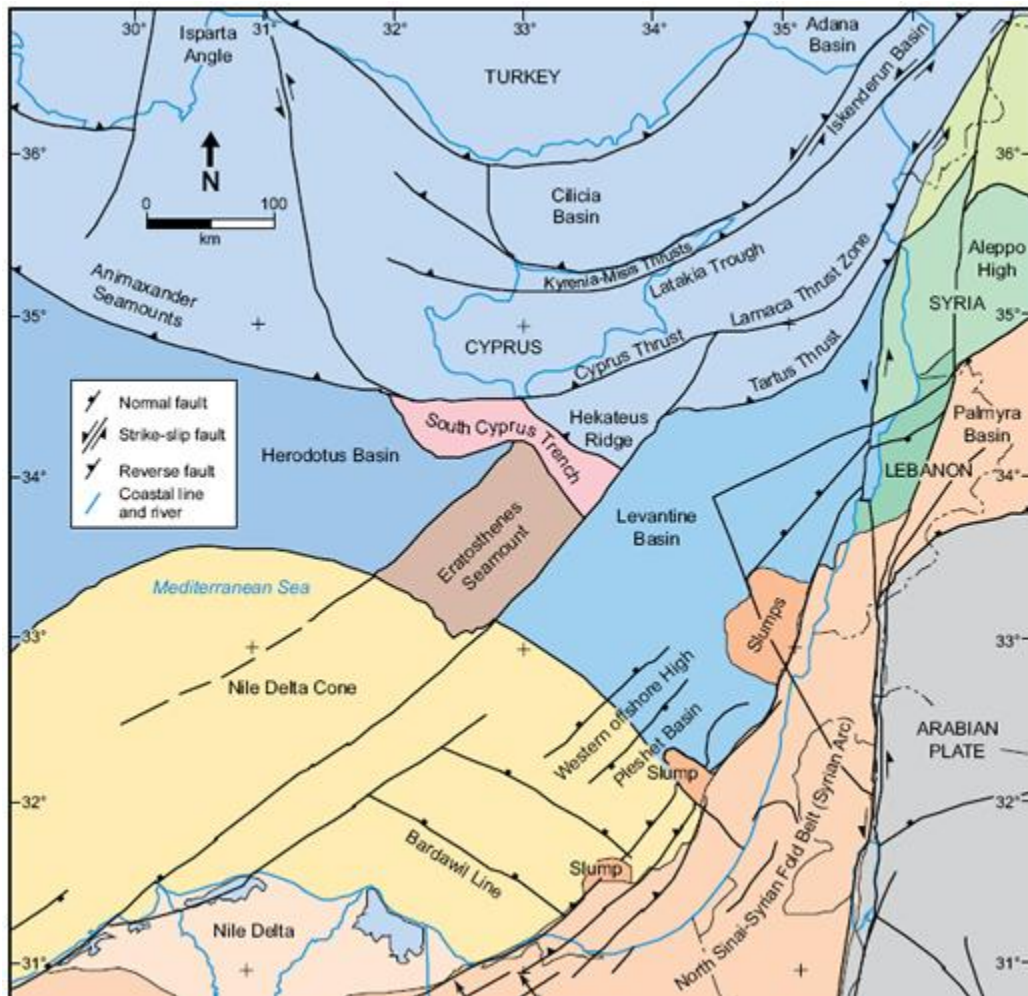 30°
31°
32°
33°
34°
35°
Isparta
Angle
Adana
Basin
TURKEY
Iskenderun Basin
36°
36°
N
0
100
km
Cilicia
Basin
Aleppo
High
Kyrenia-Misis Thrusts
Latakia Trough
Animaxander
Seamounts
SYRIA
35°
35°
CYPRUS
Cyprus Thrust
Larnaca Thrust Zone
Tartus Thrust
Normal fault
Strike-slip fault
Reverse fault
Coastal line
and river
South Cyprus Trench
Hekateus
Ridge
Palmyra
Basin
Herodotus Basin
LEBANON
34°
34°
Levantine
Basin
Eratosthenes
Seamount
Mediterranean Sea
Slumps
33°
33°
Nile Delta Cone
Western offshore High
Pleshet Basin
ARABIAN
PLATE
Slump
32°
32°
Bardawil Line
Slump
North Sinai-Syrian Fold Belt (Syrian Arc)
Nile Delta
31°
31°